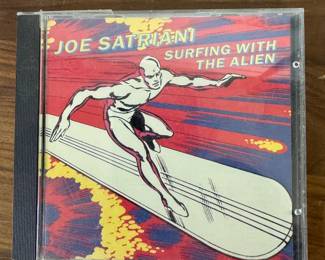 JOE SATRIANI
SURFING WITH
THE ALIEN